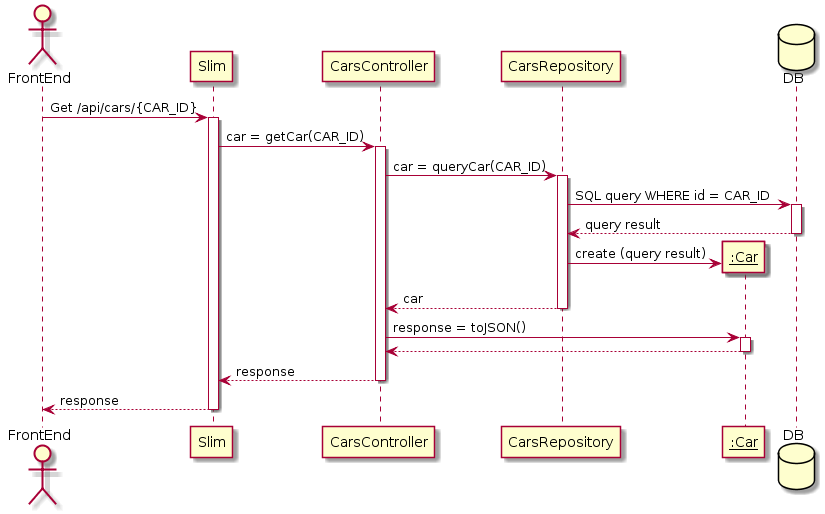 FrontEnd
Slim
CarsController
CarsRepository
DB
Get /api/cars/{CAR_ID}
car = getCar(CAR_ID)
car = queryCar(CAR_ID)
SQL query WHERE id = CAR_ID
query result
create (query result)
:Car
car
response = toJSON()
response
response
FrontEnd
Slim
CarsController
CarsRepository
:Car
DB